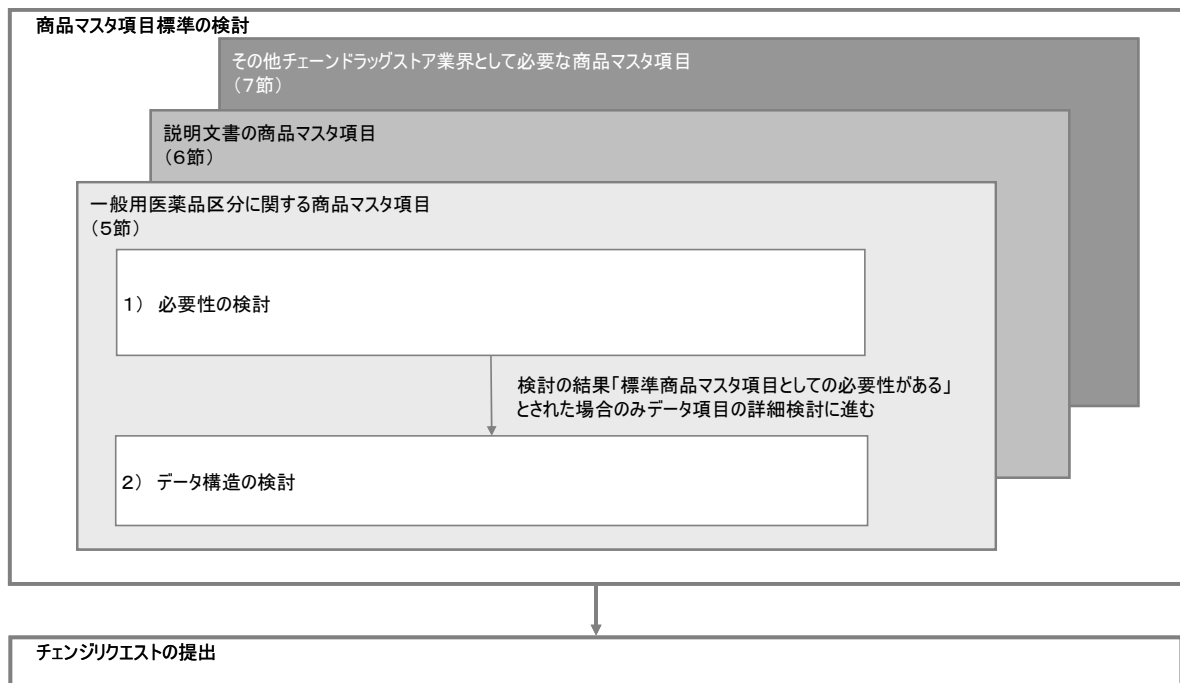 商品マスタ項目標準の検討
その他チェーンドラッグストア業界として必要な商品マスタ項目
（７節）
説明文書の商品マスタ項目
（６節）
一般用医薬品区分に関する商品マスタ項目
（５節）
１） 必要性の検討
検討の結果「標準商品マスタ項目としての必要性がある」
とされた場合のみデータ項目の詳細検討に進む
２） データ構造の検討
チェンジリクエストの提出